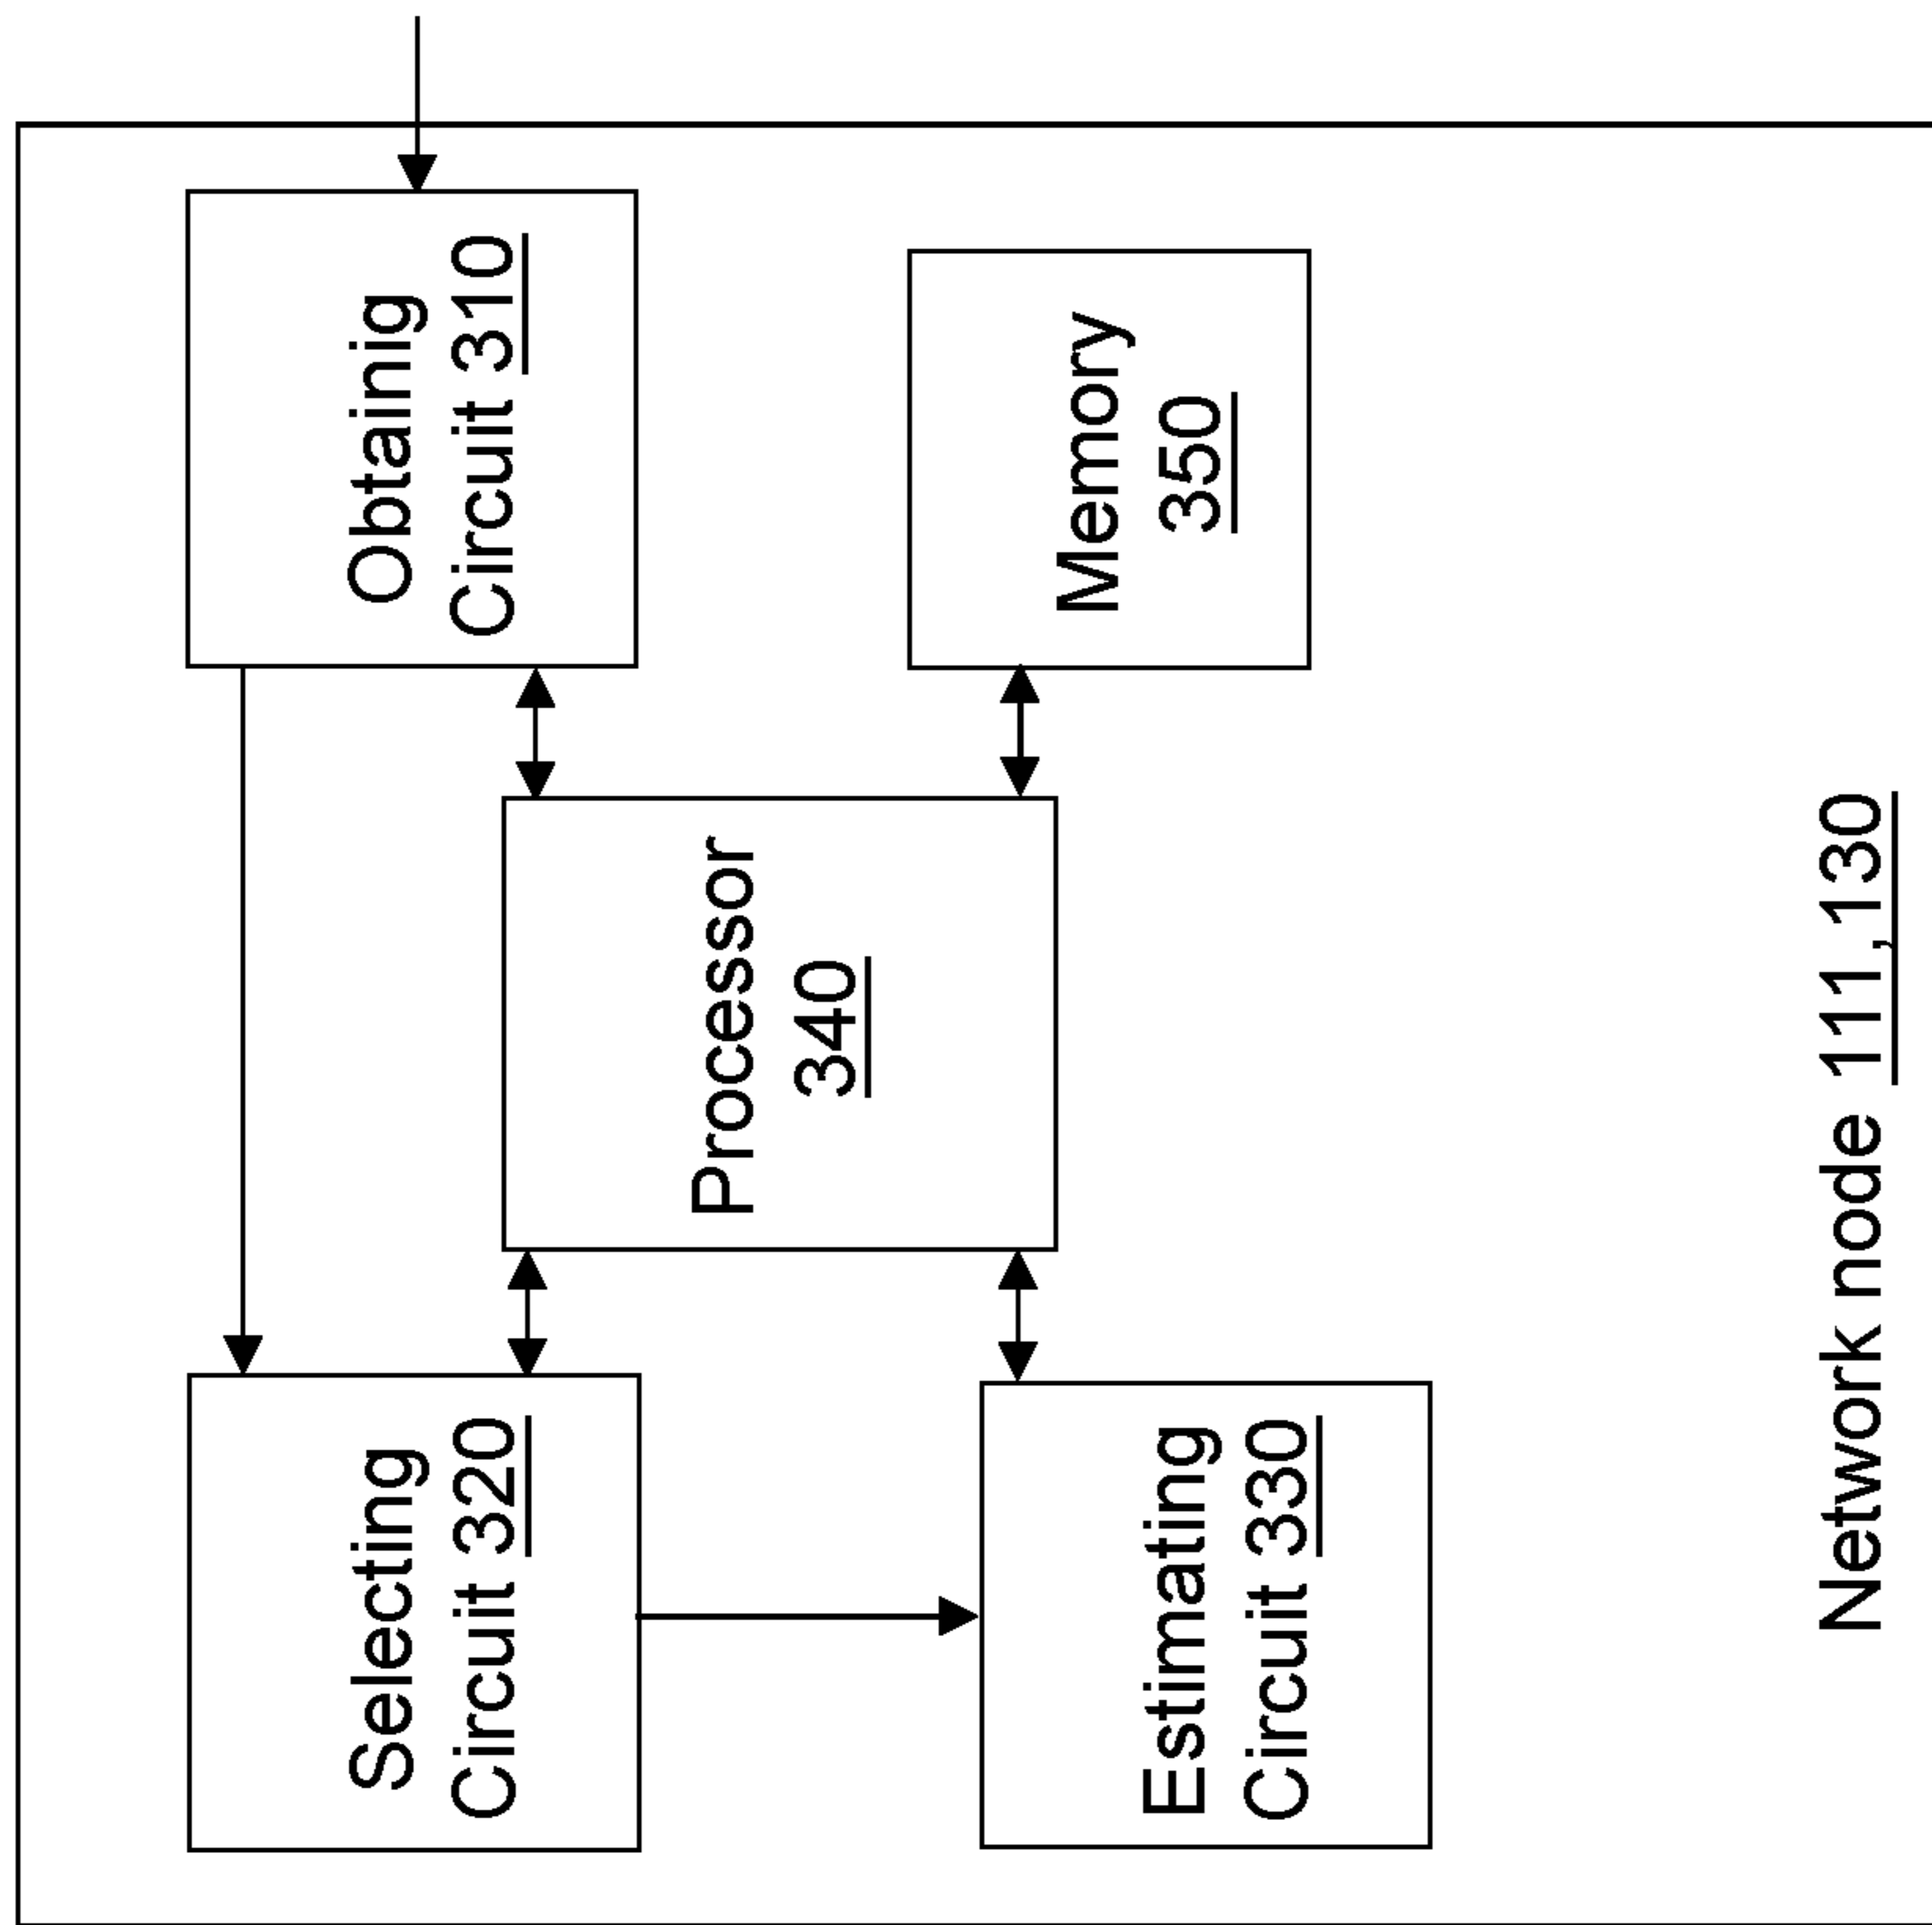 Selecting
Circuit 320
Obtainig
Circuit 310
Processor
340
Estimating
Circuit 330
Memory
350
Network node 111,130